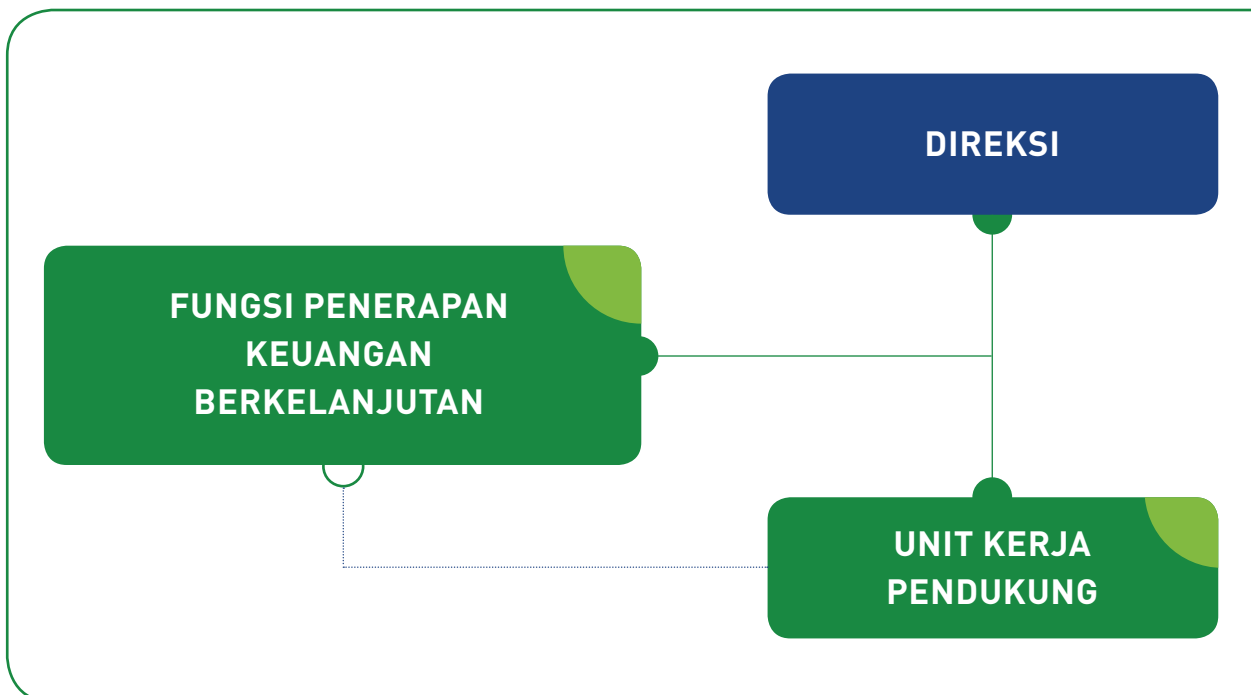 DIREKSI
FUNGSI PENERAPAN
KEUANGAN
BERKELANJUTAN
UNIT KERJA
PENDUKUNG